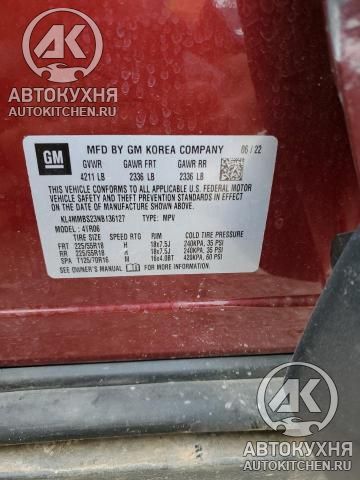 АК
АВТОКУХНЯ
AUTOKITCHEN.RU
GM
MFD BY GM KOREA COMPANY 06/22
GVWR GAWR FRT GAWR RR
4211 LB 2336 LB 2336 LB
THIS VEHICLE CONFORMS TO ALL APPLICABLE U.S. FEDERAL MOTOR
VEHICLE SAFETY AND THEFT PREVENTION STANDARDS IN EFFECT ON
THE DATE OF MANUFACTURE SHOWN ABOVE.
KL4MMBS23NB136127 TYPE: MPV
MODEL: 4YR06
TIRE SIZE SPEED RTG RIM COLD TIRE PRESSURE
FRT 225/55R18 H 18x7.5J 240KPA, 35 PSI
RR 225/55R18 H 18x7.5J 240KPA, 35 PSI
SPA T125/70R16 M 16x4.0BT 420KPA, 60 PSI
SEE OWNER'S MANUAL FOR MORE INFORMATION.
АК
АВТОКУХНЯ
AUTOKITCHEN.RU